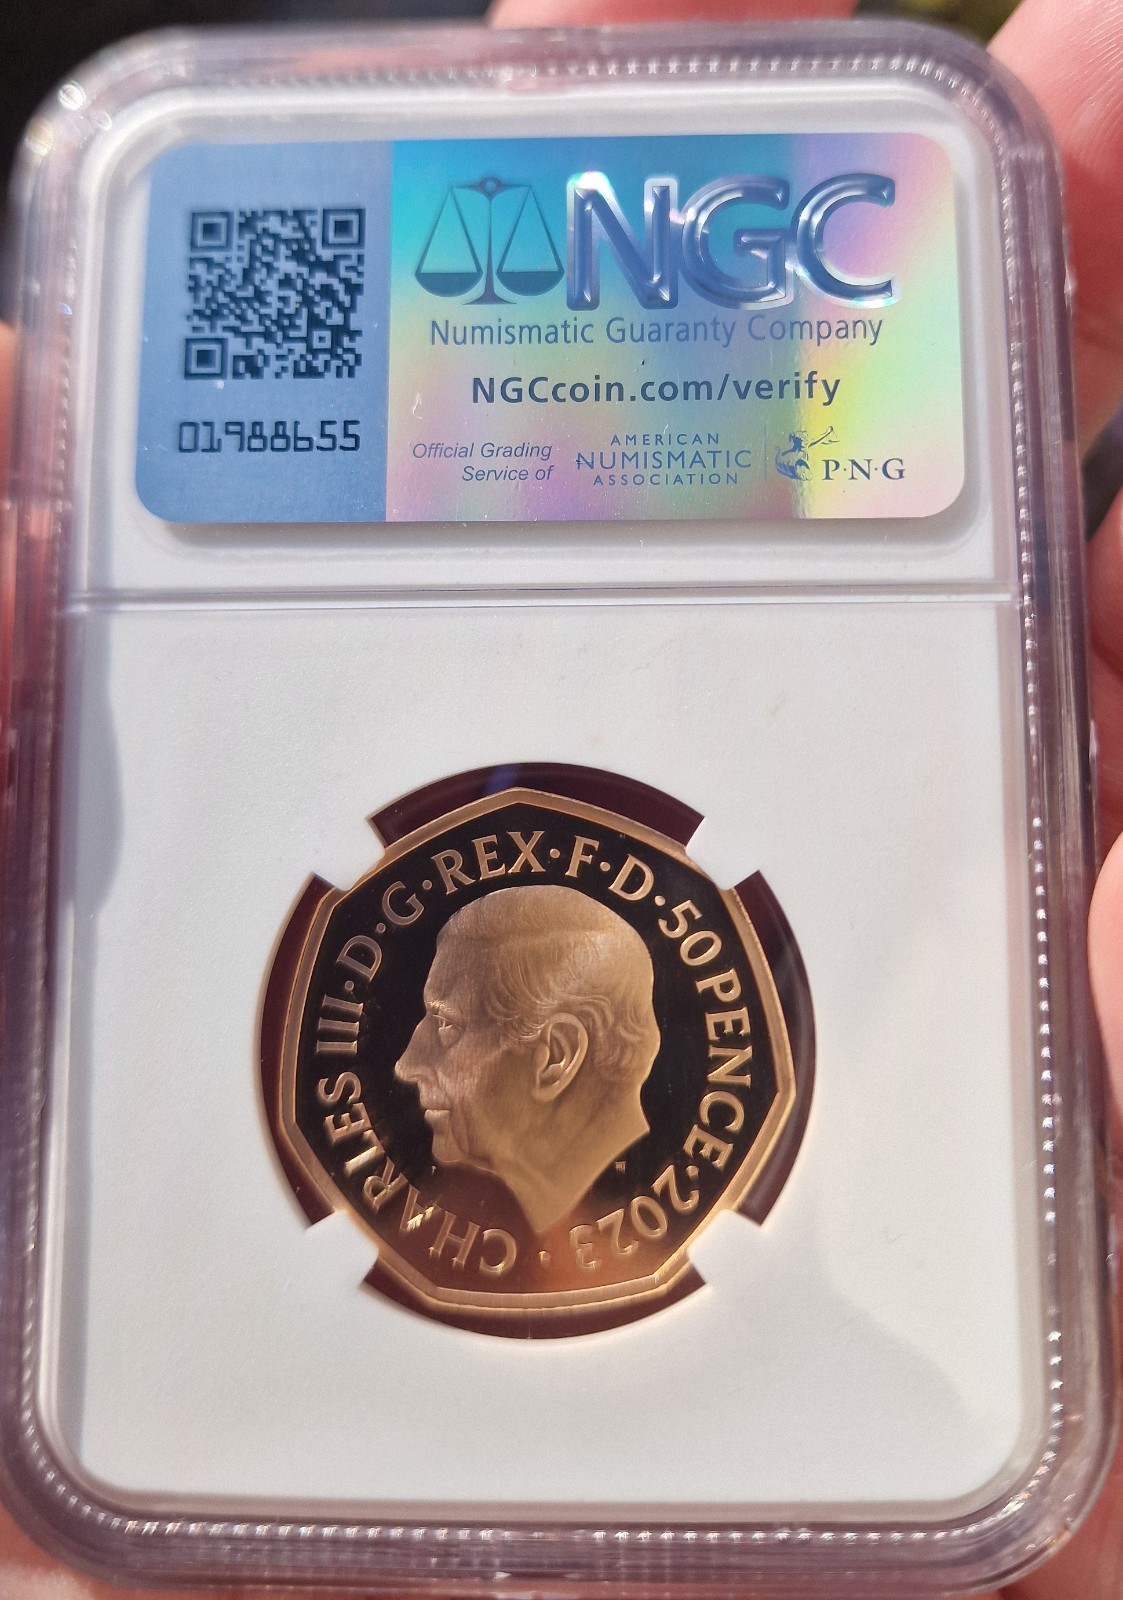 NGC
Numismatic Guaranty Company
NGCcoin.com/verify
01988655
Official Grading
Service of
AMERICAN
NUMISMATIC
ASSOCIATION
P·N·G
CHARLES III·D·G·REX·F·D·50 PENCE·2023·